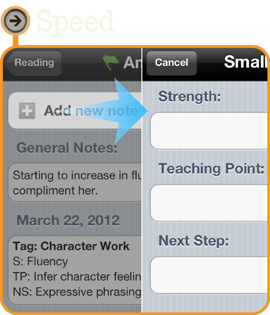 Speed
Reading
An
Cancel
Small
Add new note
General Notes:
Starting to increase in flu
compliment her.
March 22, 2012
Tag: Character Work
S: Fluency
TP: Infer character feelin
NS: Expressive phrasing
Strength:
Teaching Point:
Next Step: